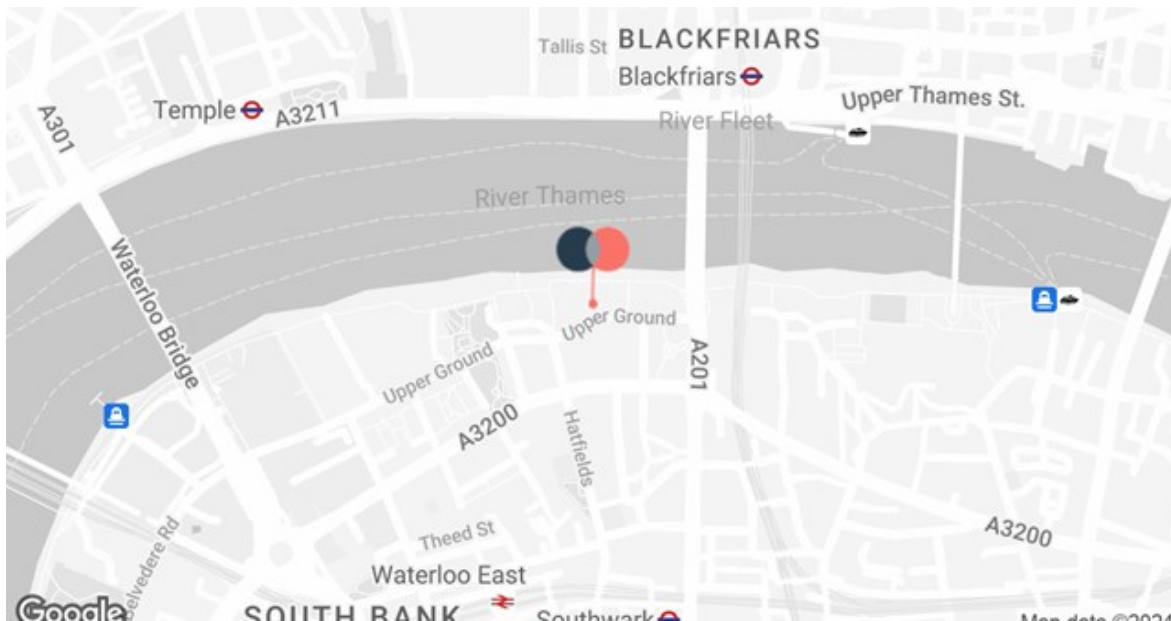 BLACKFRIARS
Tallis St
Blackfriars
Upper Thames St.
Temple
A3211
A301
River Fleet
River Thames
Waterloo Bridge
Upper Ground
Upper Ground
A201
A3200
Hatfields
A3200
Theed St
Belvedere Rd
Waterloo East
Google
SOUTH BANK
Southwark
Map data ©2024